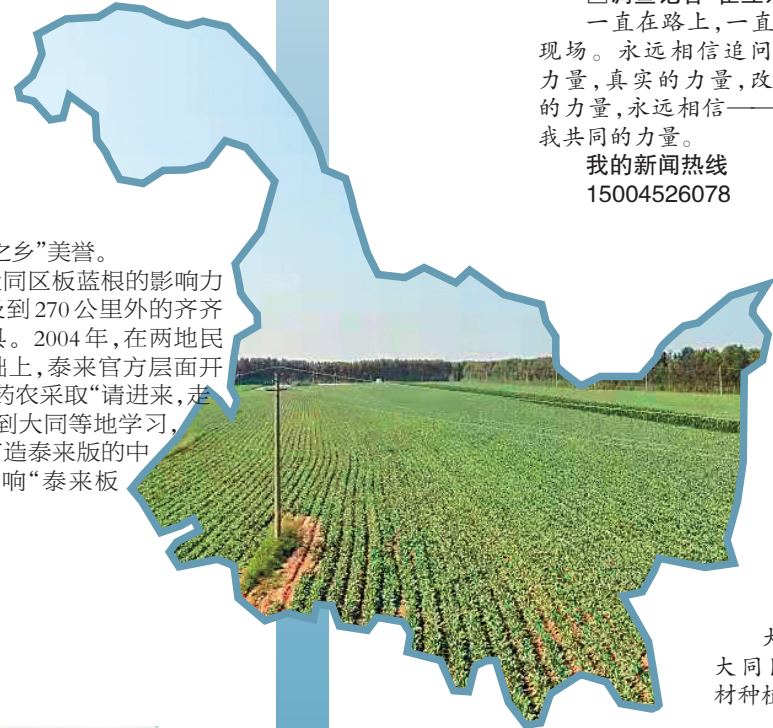 一直在路上,一直
现场。永远相信追问
力量,真实的力量,改
的力量,永远相信——
我共同的力量。
我的新闻热线
15004526078
之乡”美誉。
同区板蓝根的影响力
到270公里外的齐齐
县。2004年,在两地民
础上,泰来官方层面开
药农采取“请进来,走
到大同等地学习,
造泰来版的中
响“泰来板
大同
材种植